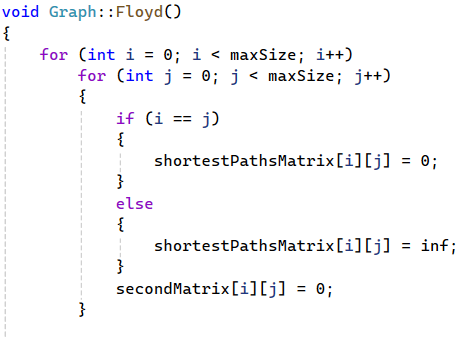 void Graph::Floyd()
{
    for (int i = 0; i < maxSize; i++)
        for (int j = 0; j < maxSize; j++)
        {
            if (i == j)
            {
                shortestPathsMatrix[i][j] = 0;
            }
            else
            {
                shortestPathsMatrix[i][j] = inf;
            }
            secondMatrix[i][j] = 0;
        }